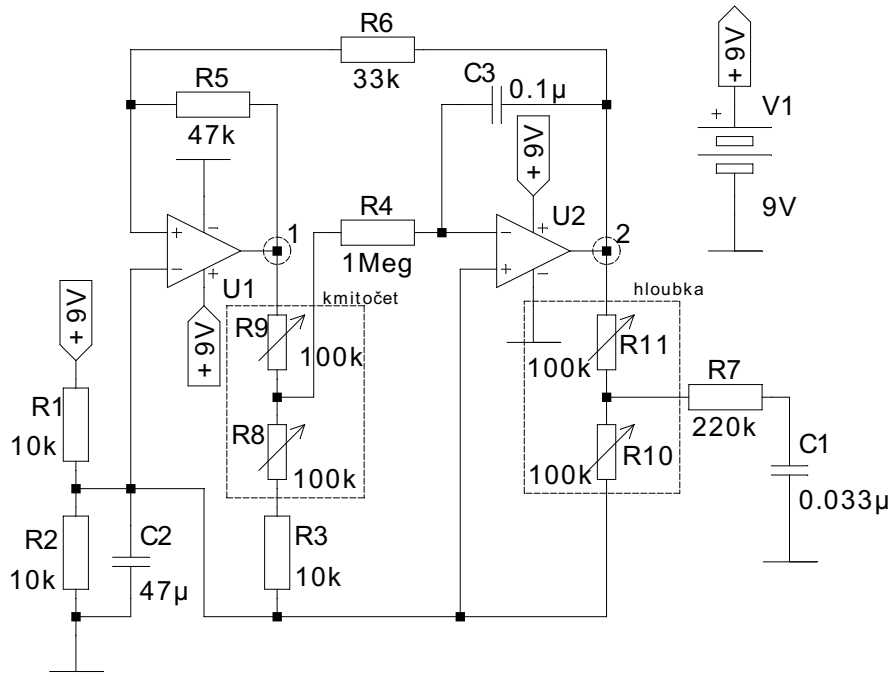 R6
33k
C3
0.1µ
+9V
V1
+
9V
R5
47k
+9V
+9V
R4
1Meg
U2
1
2
+
−
−
+
−
+
+
−
U1
kmitočet
hloubka
+9V
+9V
R9
100k
R11
100k
R7
220k
R1
10k
R8
100k
R10
100k
C1
0.033µ
R2
10k
C2
47µ
R3
10k